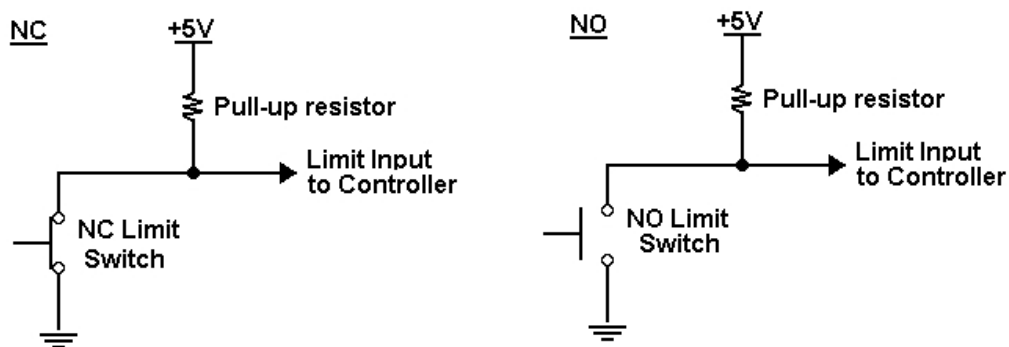 NC
+5V
Pull-up resistor
Limit Input
to Controller
NC Limit
Switch
NO
+5V
Pull-up resistor
Limit Input
to Controller
NO Limit
Switch